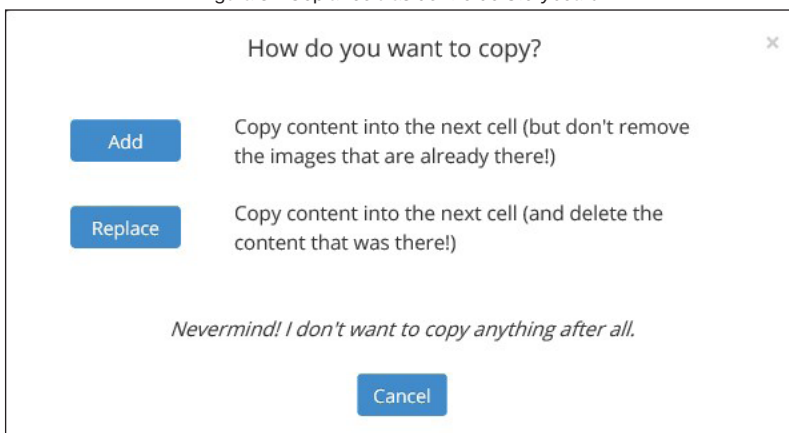 How do you want to copy?
×
Add
Copy content into the next cell (but don't remove
the images that are already there!)
Replace
Copy content into the next cell (and delete the
content that was there!)
Nevermind! I don't want to copy anything after all.
Cancel